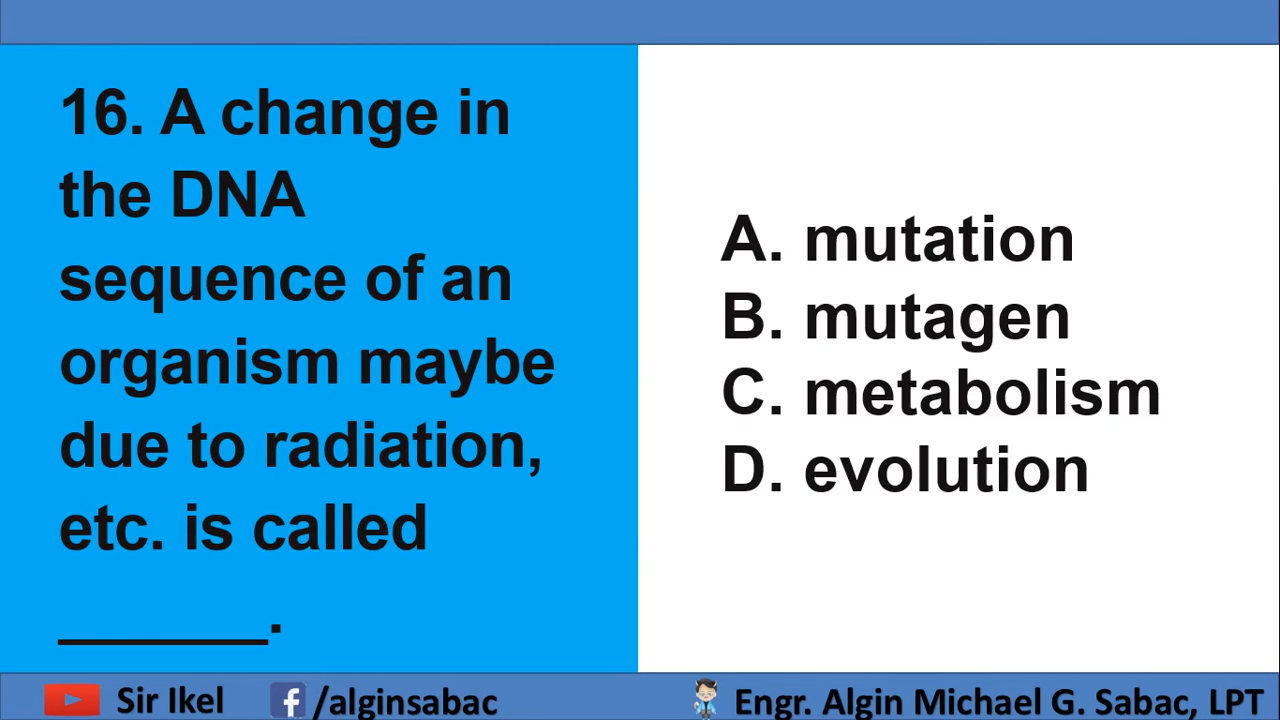 16. A change in
the DNA
sequence of an
organism maybe
due to radiation,
etc. is called
______.
A. mutation
B. mutagen
C. metabolism
D. evolution
Sir Ikel
/alginsabac
Engr. Algin Michael G. Sabac, LPT